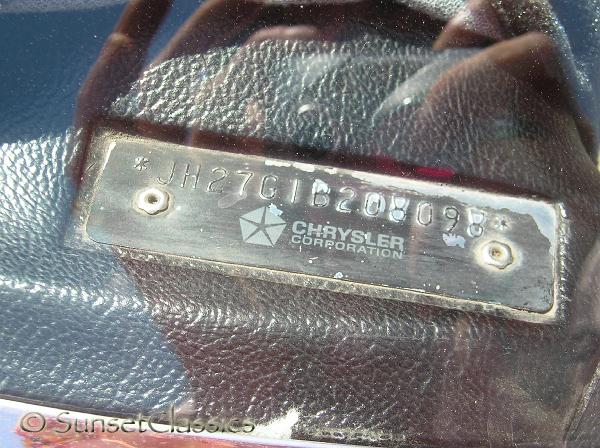 *JH27G1B208098*
CHRYSLER
CORPORATION
© SunsetClassics